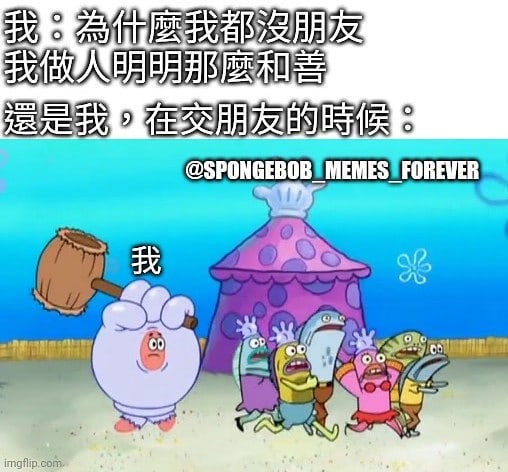 我：為什麼我都沒朋友
我做人明明那麼和善
還是我，在交朋友的時候：
@SPONGEBOB_MEMES_FOREVER
我
imgflip.com